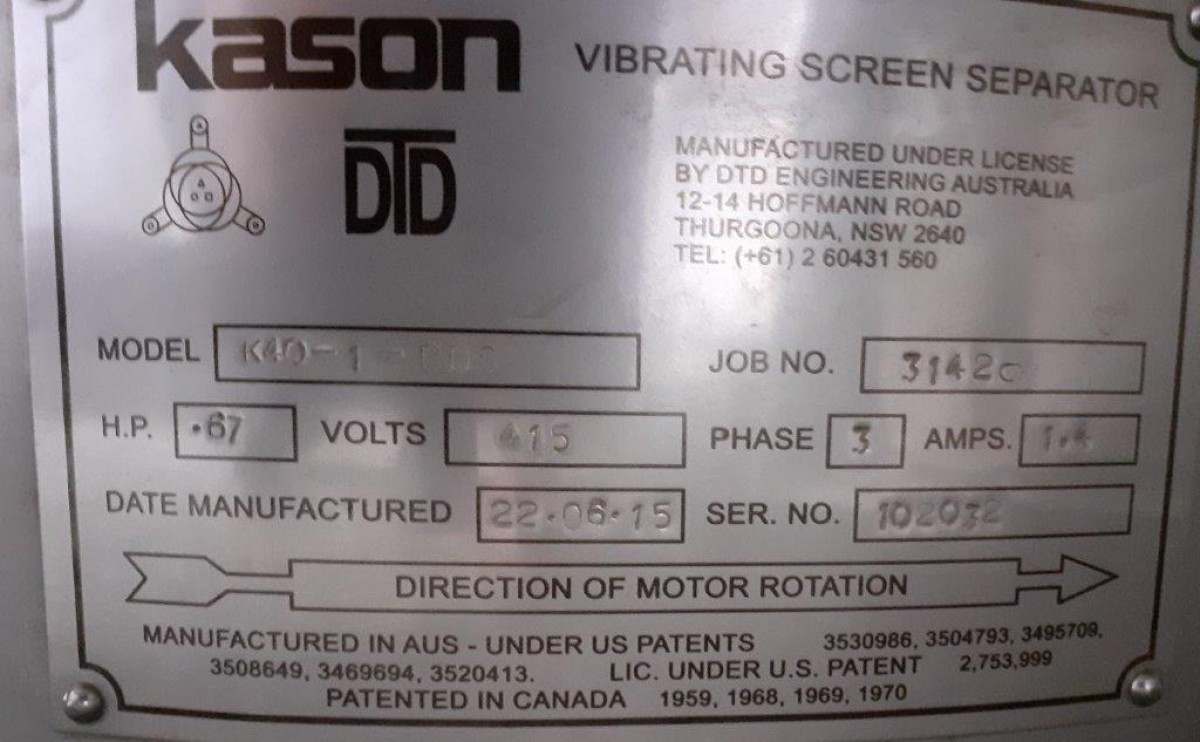 kason
VIBRATING SCREEN SEPARATOR
DTD
MANUFACTURED UNDER LICENSE
BY DTD ENGINEERING AUSTRALIA
12-14 HOFFMANN ROAD
THURGOONA, NSW 2640
TEL: (+61) 2 60431 560
MODEL K40-1-
JOB NO.
H.P. .67 VOLTS 415 PHASE 3 AMPS.
DATE MANUFACTURED 22.06.15 SER. NO. 102032
DIRECTION OF MOTOR ROTATION
MANUFACTURED IN AUS - UNDER US PATENTS 3530986, 3504793, 3495709,
3508649, 3469694, 3520413. LIC. UNDER U.S. PATENT 2,753,999
PATENTED IN CANADA 1959, 1968, 1969, 1970